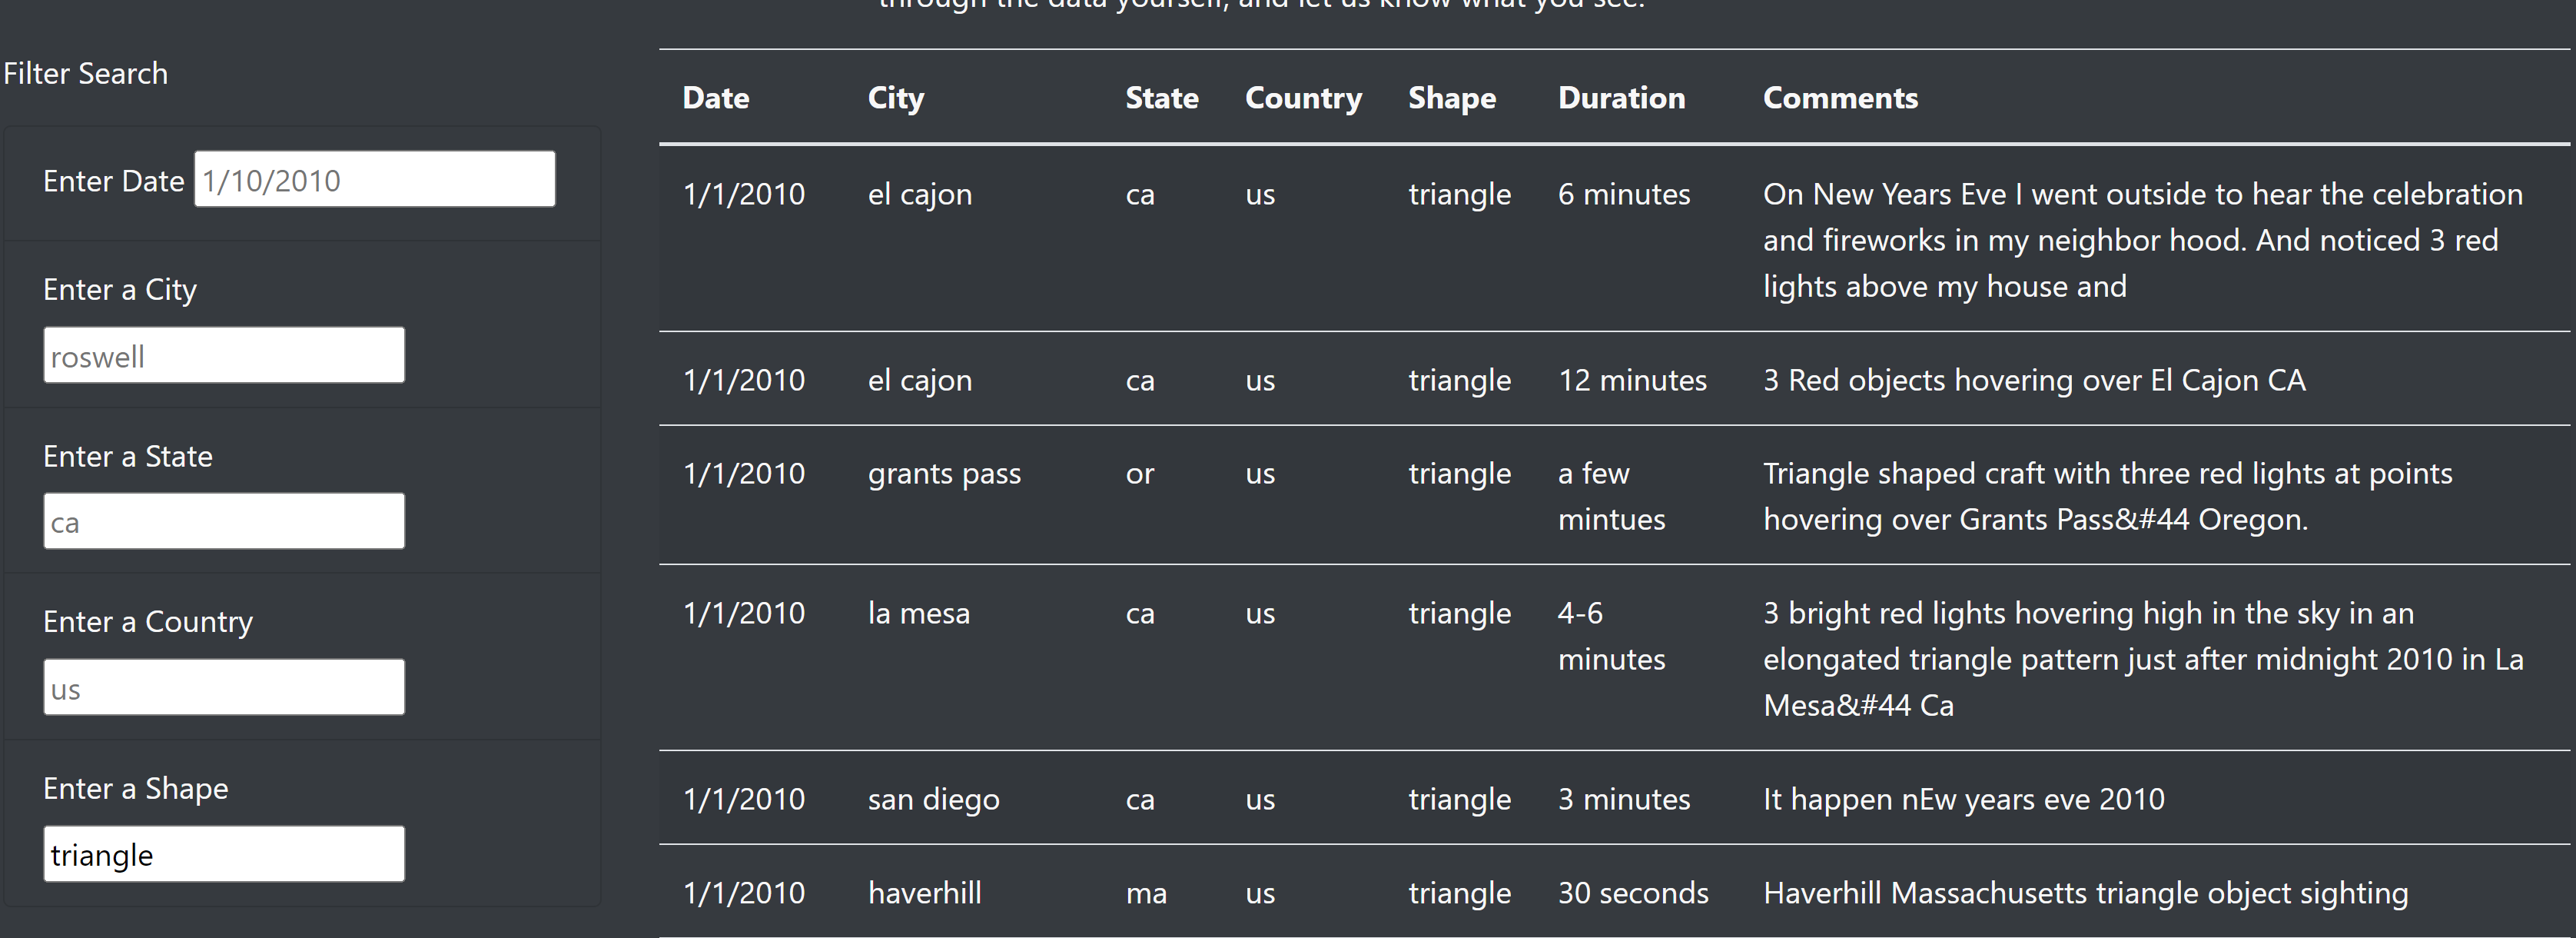 through the data yourself, and let us know what you see.
Filter Search
Enter Date 1/10/2010
Enter a City
roswell
Enter a State
ca
Enter a Country
us
Enter a Shape
triangle
Date City State Country Shape Duration Comments
1/1/2010 el cajon ca us triangle 6 minutes On New Years Eve I went outside to hear the celebration
and fireworks in my neighbor hood. And noticed 3 red
lights above my house and
1/1/2010 el cajon ca us triangle 12 minutes 3 Red objects hovering over El Cajon CA
1/1/2010 grants pass or us triangle a few Triangle shaped craft with three red lights at points
mintues hovering over Grants Pass&#44 Oregon.
1/1/2010 la mesa ca us triangle 4-6 3 bright red lights hovering high in the sky in an
minutes elongated triangle pattern just after midnight 2010 in La
Mesa&#44 Ca
1/1/2010 san diego ca us triangle 3 minutes It happen nEw years eve 2010
1/1/2010 haverhill ma us triangle 30 seconds Haverhill Massachusetts triangle object sighting